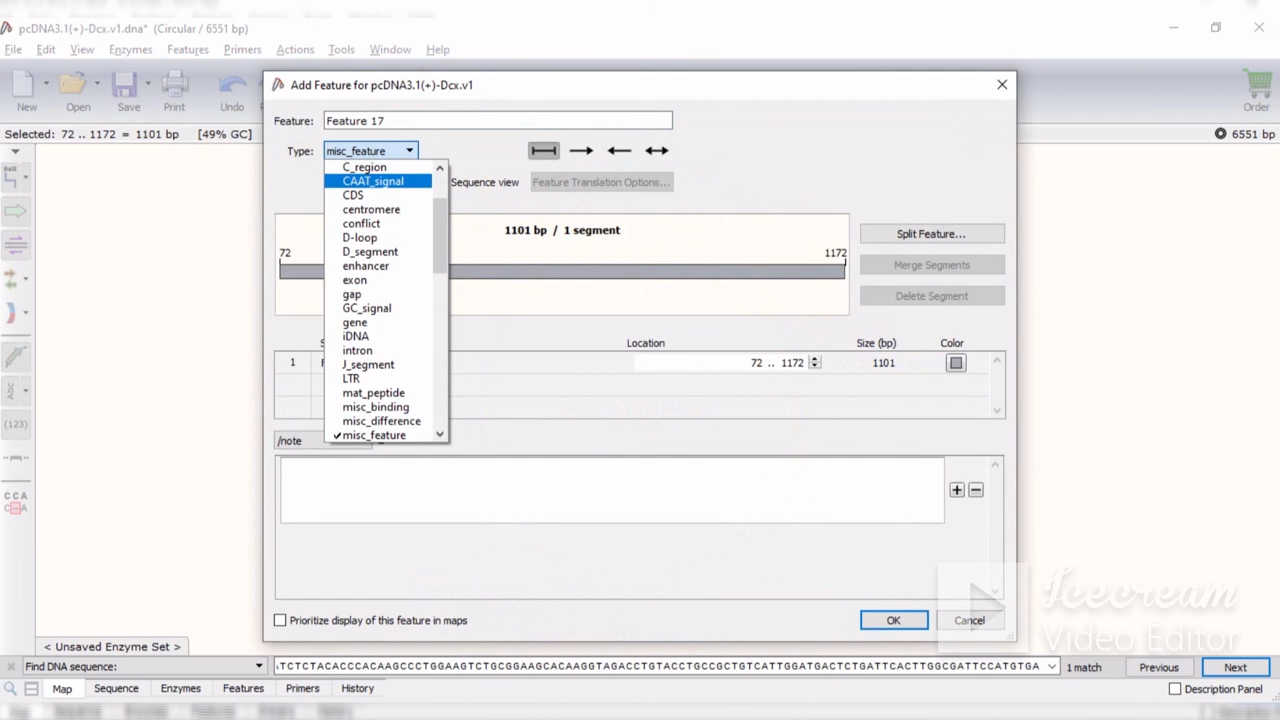 pcDNA3.1(+)-Dcx.v1.dna* (Circular / 6551 bp)
File Edit View Enzymes Features Primers Actions Tools Window Help
New Open Save Print Undo Order
Selected: 72 .. 1172 = 1101 bp [49% GC] 6551 bp
Add Feature for pcDNA3.1(+)-Dcx.v1
Feature: Feature 17
Type: misc_feature
C_region
CAAT_signal
CDS
centromere
conflict
D-loop
D_segment
enhancer
exon
gap
GC_signal
gene
iDNA
intron
J_segment
LTR
mat_peptide
misc_binding
misc_difference
misc_feature
Sequence view Feature Translation Options...
1101 bp / 1 segment
72 1172
Split Feature...
Merge Segments
Delete Segment
Location Size (bp) Color
1 72 .. 1172 1101
/note
Prioritize display of this feature in maps
OK Cancel
Icecream
Video Editor
< Unsaved Enzyme Set >
Find DNA sequence: TCTCTACACCCACAAGCCCTGGAAGTCTGCGGAAGCACAAGGTAGACCTGTACCTGCCGCTGTCATTGGATGACTCTGATTCACTTGGCGATTCCATGTGA 1 match Previous Next
Map Sequence Enzymes Features Primers History Description Panel